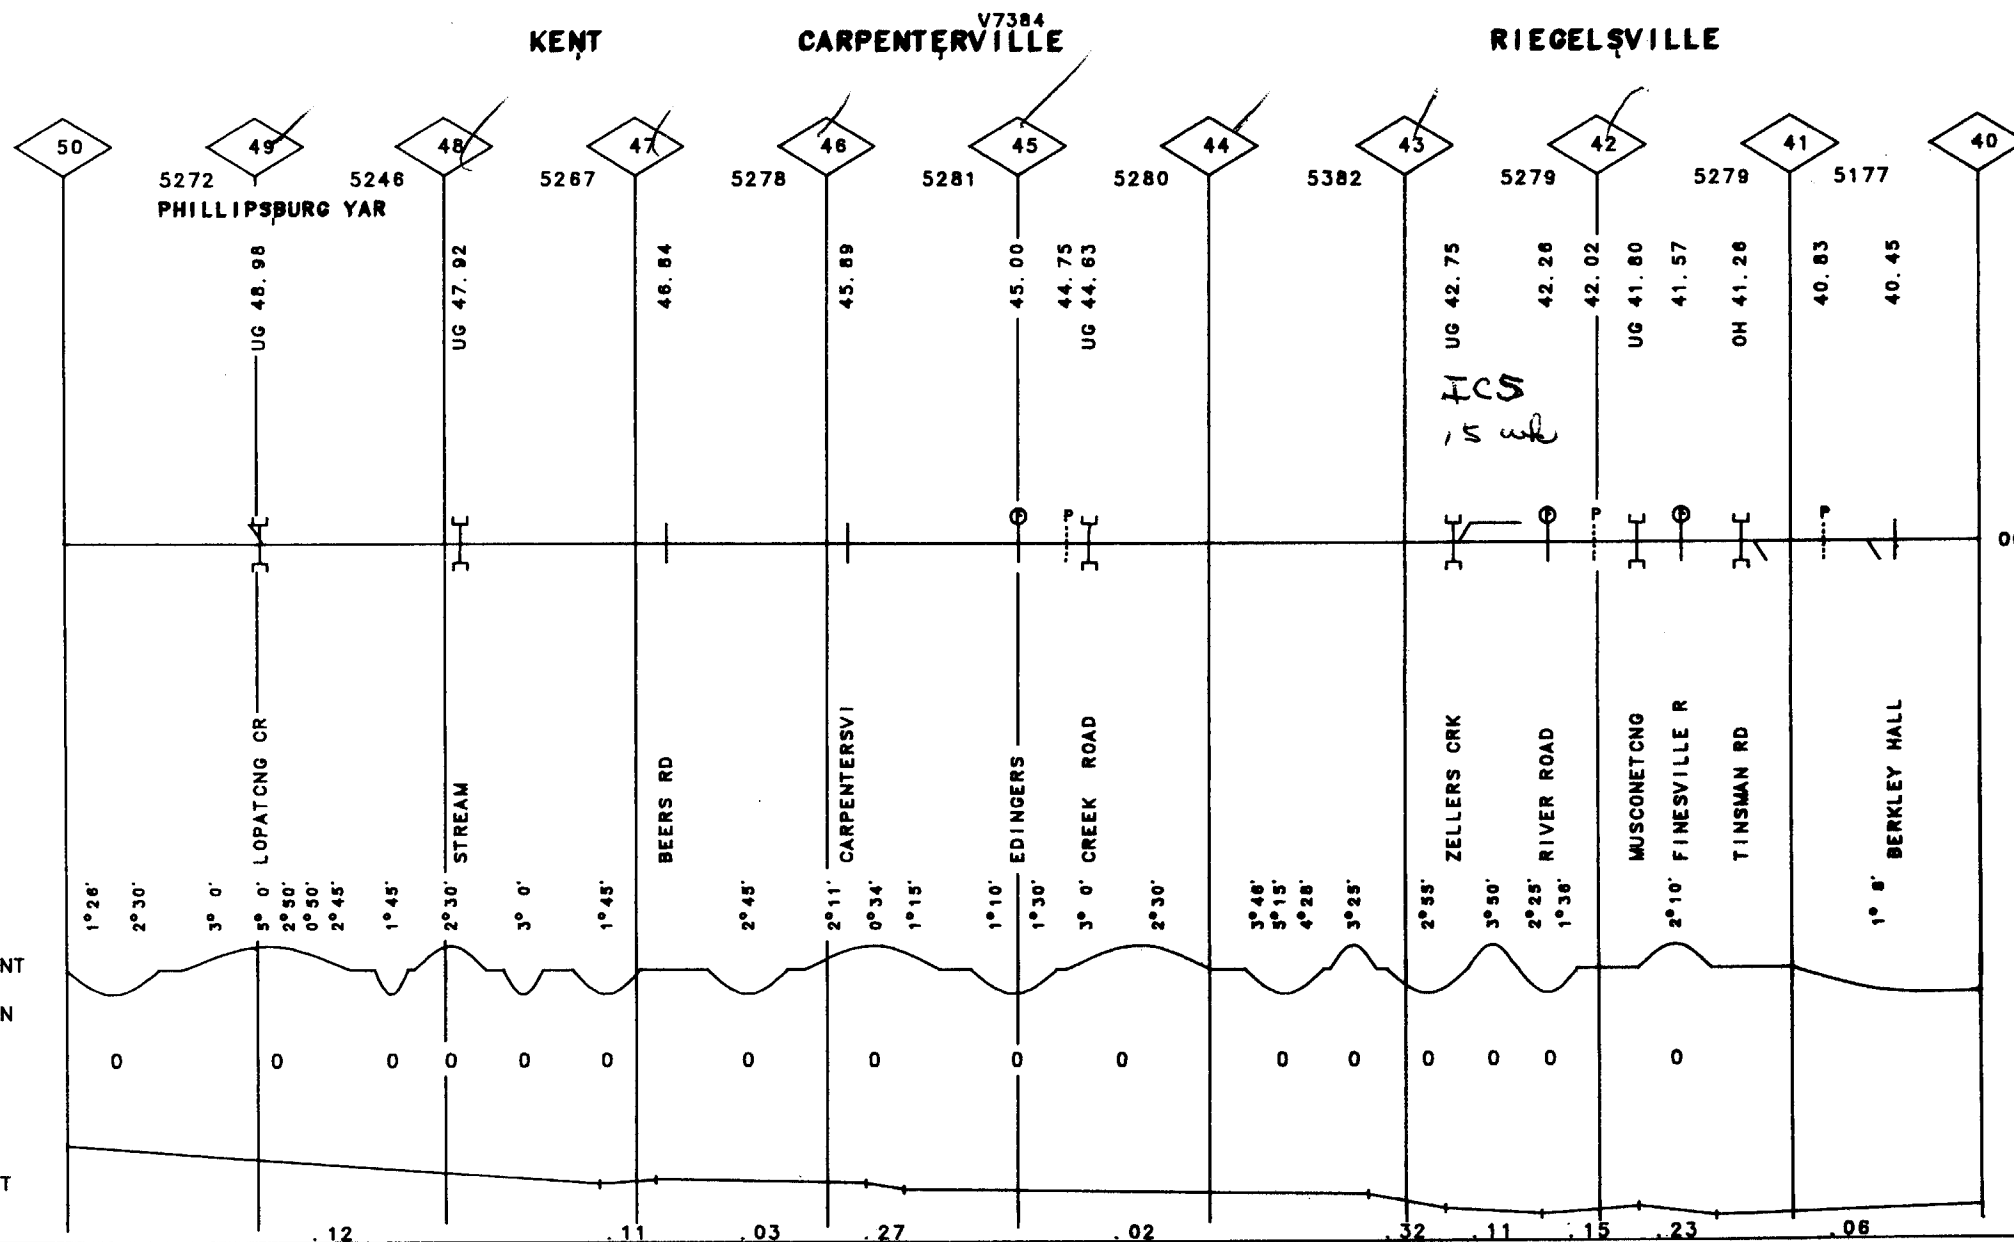 V7384
KENT CARPENTERVILLE RIEGELSVILLE
50 49 48 47 46 45 44 43 42 41 40
5272 5246 5267 5278 5281 5280 5382 5279 5279 5177
PHILLIPSBURG YAR
UG 48.98 UG 47.92 46.84 45.89 45.00 44.75 UG 44.63 UG 42.75 42.26 42.02 UG 41.80 41.57 OH 41.26 40.83 40.45
ICS
.5 wk
F P F P F P
LOPATCNG CR STREAM BEERS RD CARPENTERSVI EDINGERS CREEK ROAD ZELLERS CRK RIVER ROAD MUSCONETCNG FINESVILLE R TINSMAN RD BERKLEY HALL
1°26' 2°30' 3° 0' 5° 0' 2°50' 0°50' 2°45' 1°45' 2°30' 3° 0' 1°45' 2°45' 2°11' 0°34' 1°15' 1°10' 1°30' 3° 0' 2°30' 3°46' 5°15' 4°28' 3°25' 2°55' 3°50' 2°25' 1°36' 2°10' 1° 8'
NT
N
0 0 0 0 0 0 0 0 0 0 0 0 0 0 0 0
T
.12 .11 .03 .27 .02 .32 .11 .15 .23 .06